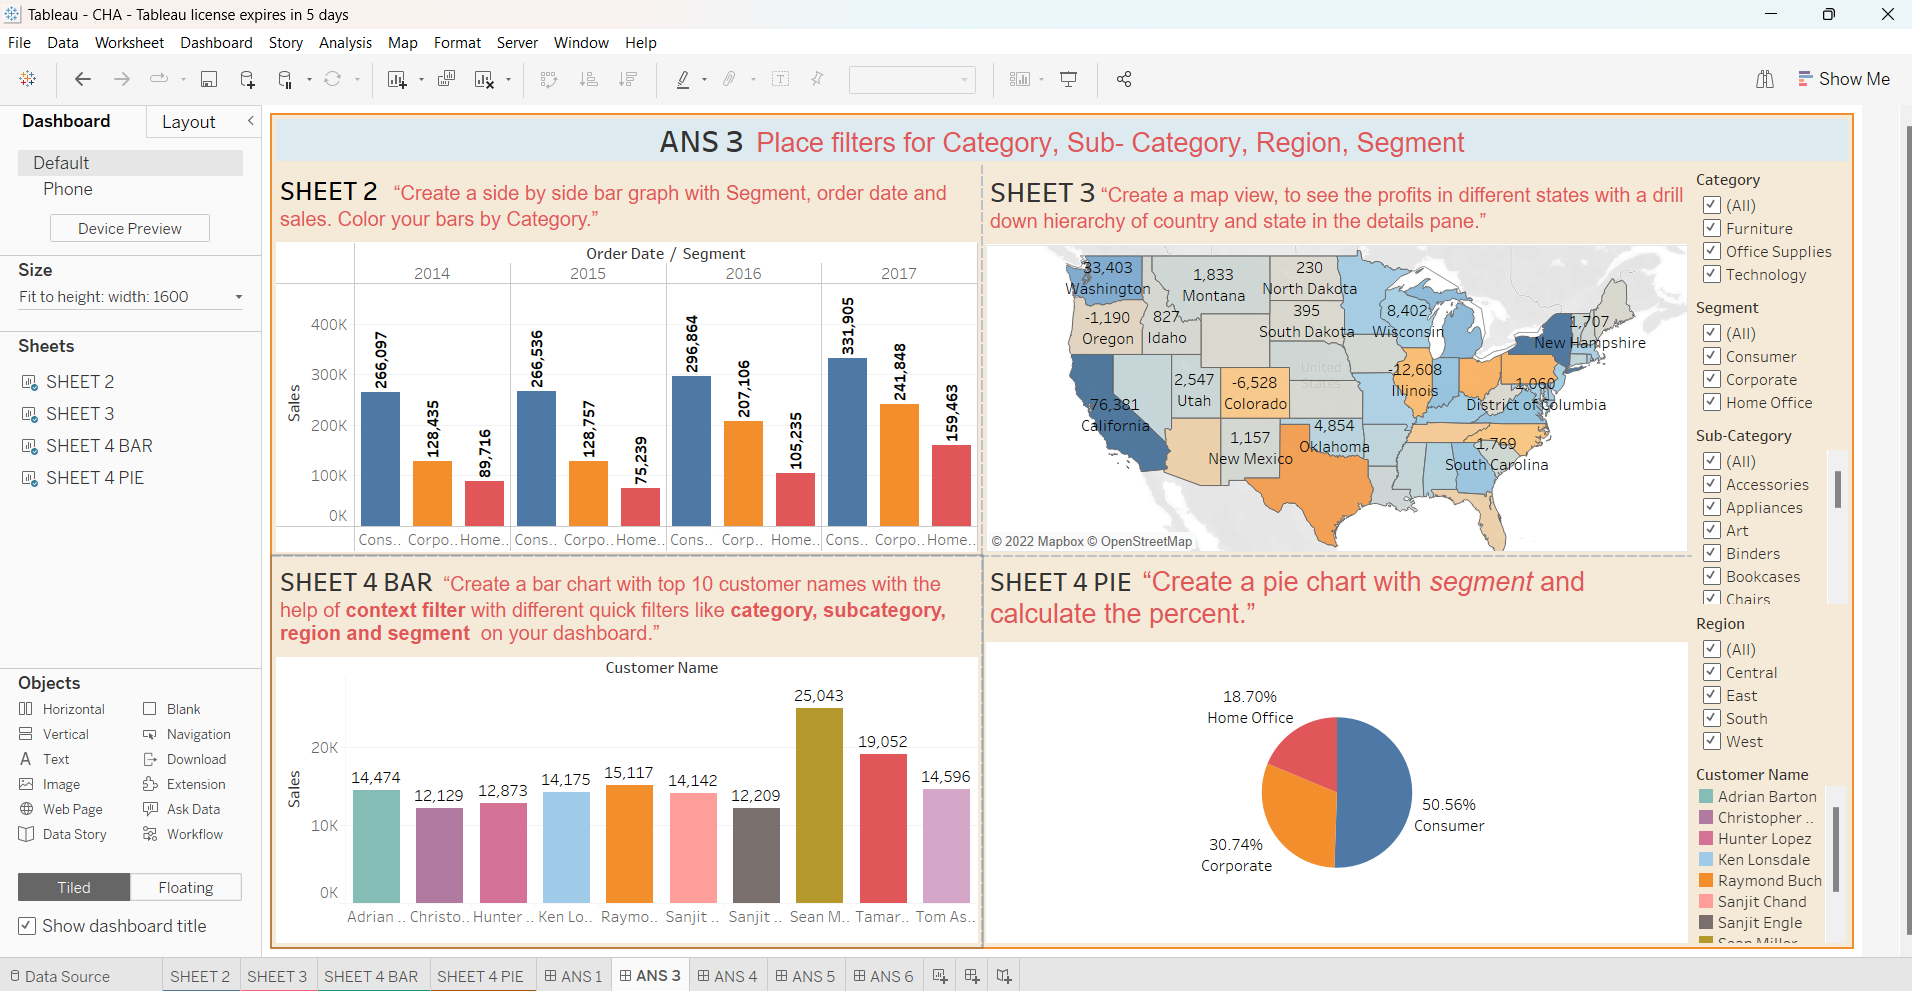 Tableau - CHA - Tableau license expires in 5 days
File Data Worksheet Dashboard Story Analysis Map Format Server Window Help
Show Me
Dashboard Layout
Default
Phone
Device Preview
Size
Fit to height: width: 1600
Sheets
SHEET 2
SHEET 3
SHEET 4 BAR
SHEET 4 PIE
Objects
Horizontal Blank
Vertical Navigation
Text Download
Image Extension
Web Page Ask Data
Data Story Workflow
Tiled Floating
Show dashboard title
ANS 3 Place filters for Category, Sub- Category, Region, Segment
SHEET 2 “Create a side by side bar graph with Segment, order date and
sales. Color your bars by Category.”
Order Date / Segment
2014 2015 2016 2017
Sales
400K
300K
200K
100K
0K
266,097 128,435 89,716 266,536 128,757 75,239 296,864 207,106 105,235 331,905 241,848 159,463
Cons.. Corpo.. Home.. Cons.. Corpo.. Home.. Cons.. Corp.. Home.. Cons.. Corpo.. Home..
SHEET 3 “Create a map view, to see the profits in different states with a drill
down hierarchy of country and state in the details pane.”
33,403
Washington
1,833
Montana
230
North Dakota
-1,190
Oregon
827
Idaho
395
South Dakota
8,402
Wisconsin
1,707
New Hampshire
United
States
2,547
Utah
-6,528
Colorado
-12,608
Illinois
1,060
District of Columbia
76,381
California
1,157
New Mexico
4,854
Oklahoma
1,769
South Carolina
© 2022 Mapbox © OpenStreetMap
SHEET 4 BAR “Create a bar chart with top 10 customer names with the
help of context filter with different quick filters like category, subcategory,
region and segment on your dashboard.”
Customer Name
Sales
20K
10K
0K
14,474 12,129 12,873 14,175 15,117 14,142 12,209 25,043 19,052 14,596
Adrian .. Christo.. Hunter .. Ken Lo.. Raymo.. Sanjit .. Sanjit .. Sean M.. Tamar.. Tom As..
SHEET 4 PIE “Create a pie chart with segment and
calculate the percent.”
18.70%
Home Office
50.56%
Consumer
30.74%
Corporate
Category
(All)
Furniture
Office Supplies
Technology
Segment
(All)
Consumer
Corporate
Home Office
Sub-Category
(All)
Accessories
Appliances
Art
Binders
Bookcases
Chairs
Region
(All)
Central
East
South
West
Customer Name
Adrian Barton
Christopher ..
Hunter Lopez
Ken Lonsdale
Raymond Buch
Sanjit Chand
Sanjit Engle
Sean Miller
Data Source SHEET 2 SHEET 3 SHEET 4 BAR SHEET 4 PIE ANS 1 ANS 3 ANS 4 ANS 5 ANS 6